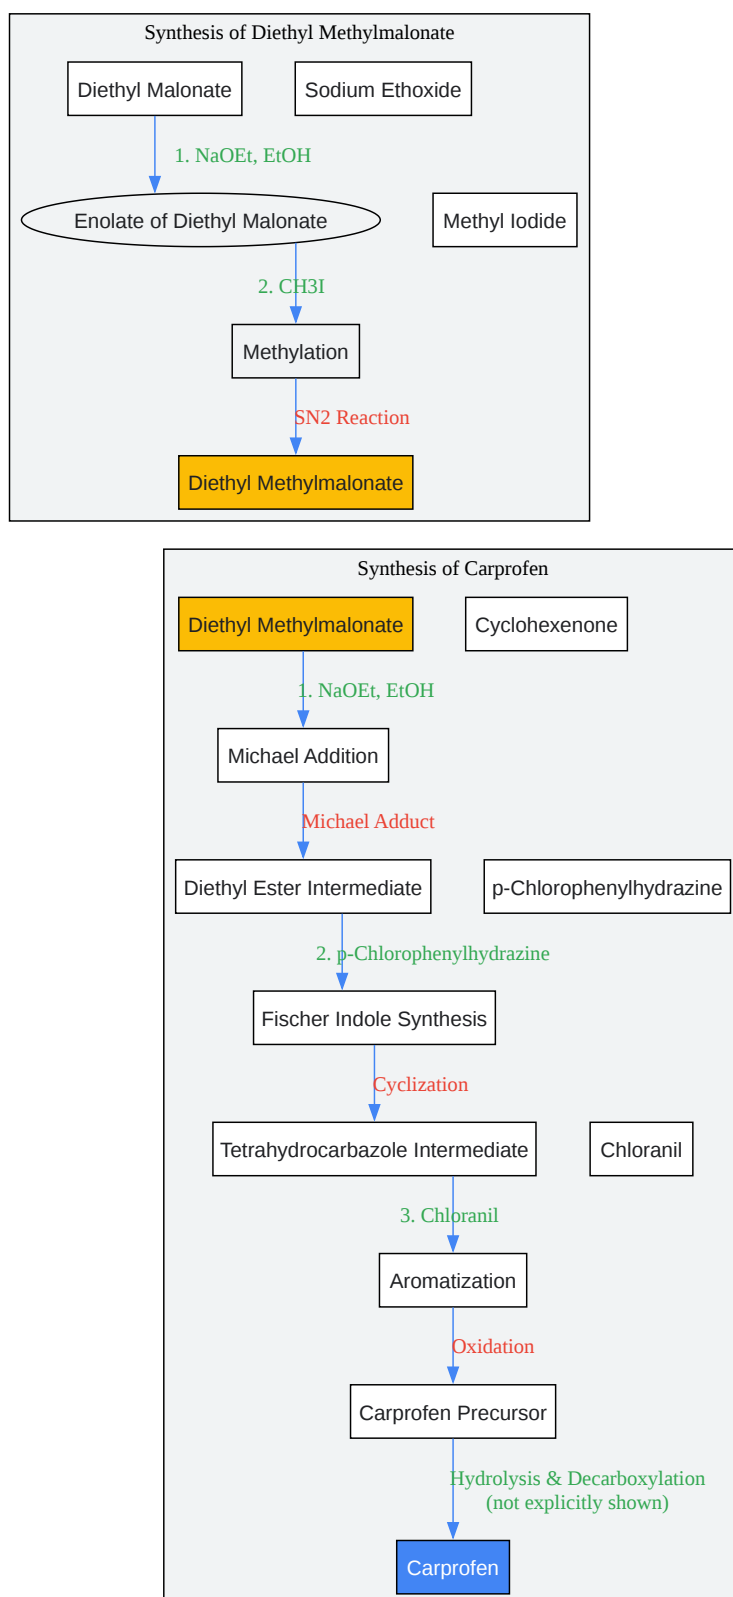 Synthesis of Diethyl Methylmalonate
Diethyl Malonate
Sodium Ethoxide
1. NaOEt, EtOH
Enolate of Diethyl Malonate
Methyl Iodide
2. CH3I
Methylation
SN2 Reaction
Diethyl Methylmalonate
Synthesis of Carprofen
Diethyl Methylmalonate
Cyclohexenone
1. NaOEt, EtOH
Michael Addition
Michael Adduct
Diethyl Ester Intermediate
p-Chlorophenylhydrazine
2. p-Chlorophenylhydrazine
Fischer Indole Synthesis
Cyclization
Tetrahydrocarbazole Intermediate
Chloranil
3. Chloranil
Aromatization
Oxidation
Carprofen Precursor
Hydrolysis & Decarboxylation
(not explicitly shown)
Carprofen